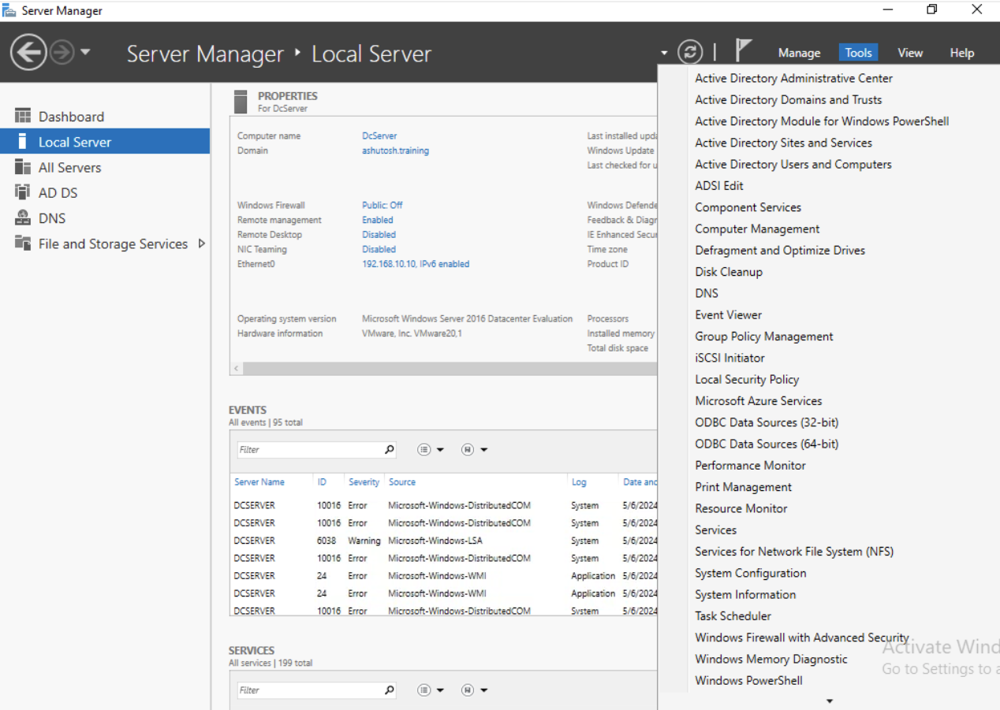 Server Manager
Server Manager ‣ Local Server
Manage Tools View Help
Dashboard
Local Server
All Servers
AD DS
DNS
File and Storage Services
PROPERTIES
For DcServer
Computer name DcServer Last installed upda
Domain ashutosh.training Windows Update
Last checked for u
Windows Firewall Public: Off Windows Defende
Remote management Enabled Feedback & Diagr
Remote Desktop Disabled IE Enhanced Secur
NIC Teaming Disabled Time zone
Ethernet0 192.168.10.10, IPv6 enabled Product ID
Operating system version Microsoft Windows Server 2016 Datacenter Evaluation Processors
Hardware information VMware, Inc. VMware20,1 Installed memory
Total disk space
EVENTS
All events | 95 total
Filter
Server Name ID Severity Source Log Date and
DCSERVER 10016 Error Microsoft-Windows-DistributedCOM System 5/6/2024
DCSERVER 10016 Error Microsoft-Windows-DistributedCOM System 5/6/2024
DCSERVER 6038 Warning Microsoft-Windows-LSA System 5/6/2024
DCSERVER 10016 Error Microsoft-Windows-DistributedCOM System 5/6/2024
DCSERVER 24 Error Microsoft-Windows-WMI Application 5/6/2024
DCSERVER 24 Error Microsoft-Windows-WMI Application 5/6/2024
DCSERVER 10016 Error Microsoft-Windows-DistributedCOM System 5/6/2024
SERVICES
All services | 199 total
Filter
Active Directory Administrative Center
Active Directory Domains and Trusts
Active Directory Module for Windows PowerShell
Active Directory Sites and Services
Active Directory Users and Computers
ADSI Edit
Component Services
Computer Management
Defragment and Optimize Drives
Disk Cleanup
DNS
Event Viewer
Group Policy Management
iSCSI Initiator
Local Security Policy
Microsoft Azure Services
ODBC Data Sources (32-bit)
ODBC Data Sources (64-bit)
Performance Monitor
Print Management
Resource Monitor
Services
Services for Network File System (NFS)
System Configuration
System Information
Task Scheduler
Windows Firewall with Advanced Security
Windows Memory Diagnostic
Windows PowerShell
Activate Wind
Go to Settings to a